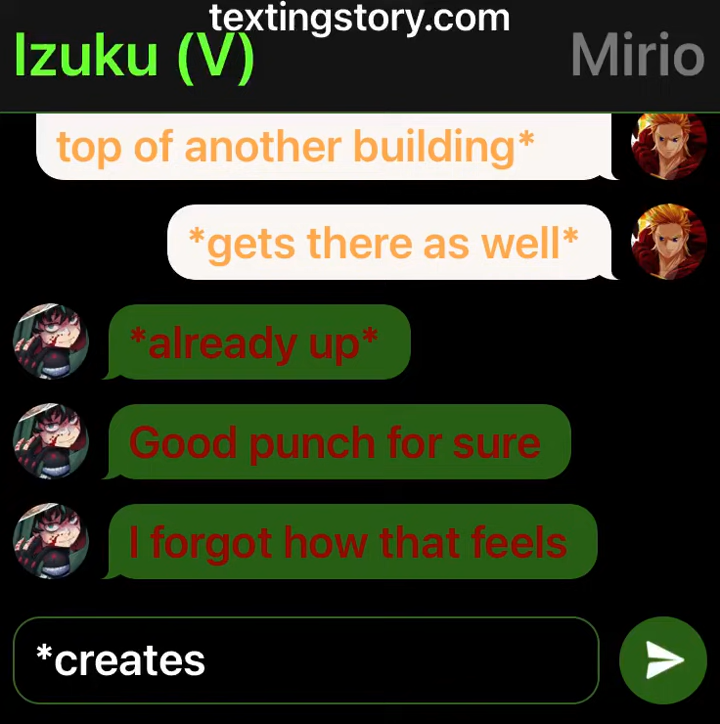 textingstory.com
Izuku (V)
Mirio
top of another building*
*gets there as well*
*already up*
Good punch for sure
I forgot how that feels
*creates